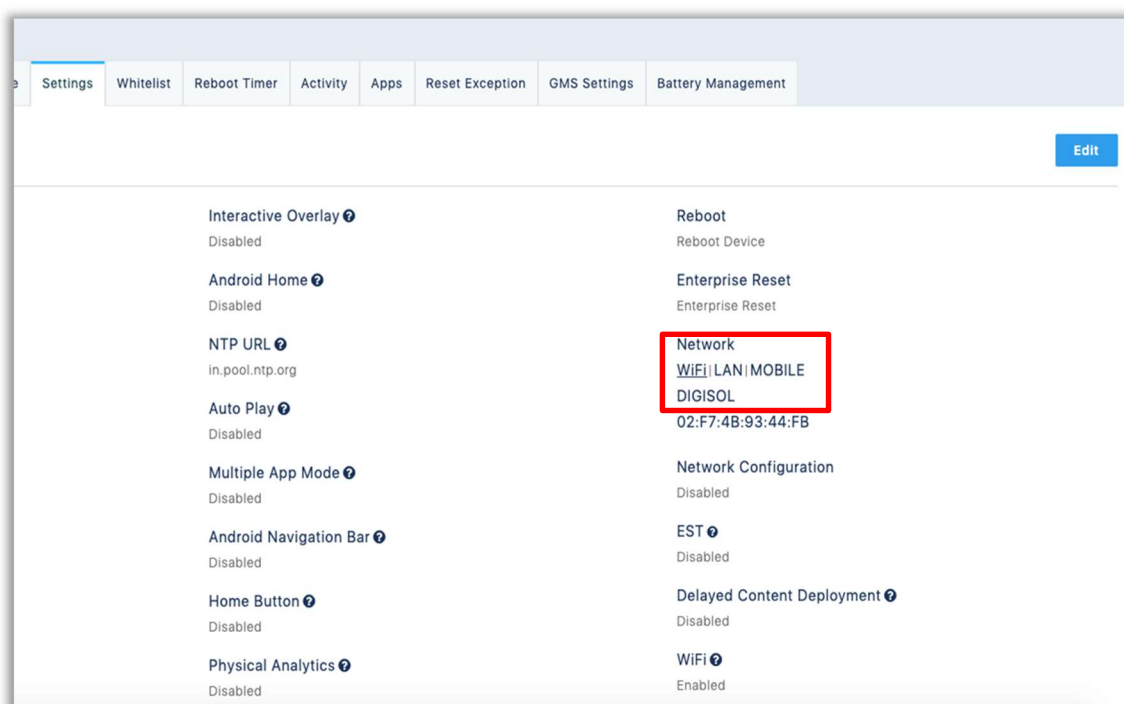 e Settings Whitelist Reboot Timer Activity Apps Reset Exception GMS Settings Battery Management
Edit
Interactive Overlay
Disabled
Android Home
Disabled
NTP URL
in.pool.ntp.org
Auto Play
Disabled
Multiple App Mode
Disabled
Android Navigation Bar
Disabled
Home Button
Disabled
Physical Analytics
Disabled
Reboot
Reboot Device
Enterprise Reset
Enterprise Reset
Network
WiFi|LAN|MOBILE
DIGISOL
02:F7:4B:93:44:FB
Network Configuration
Disabled
EST
Disabled
Delayed Content Deployment
Disabled
WiFi
Enabled